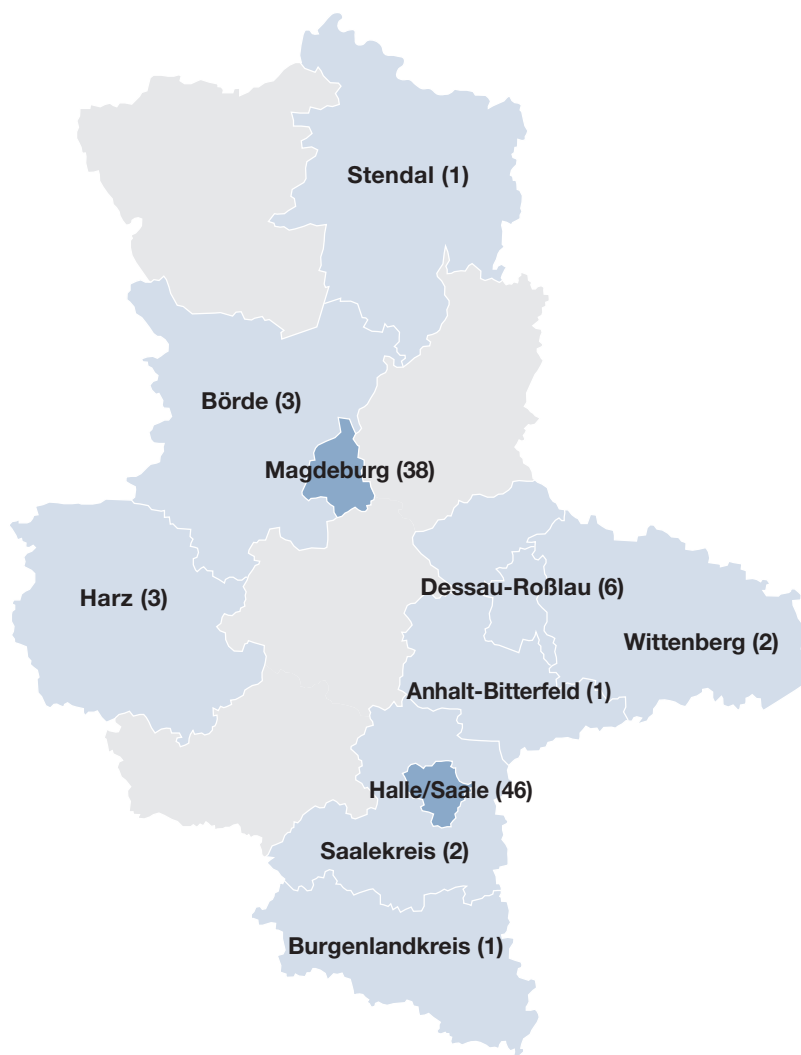 Stendal (1)
Börde (3)
Magdeburg (38)
Harz (3)
Dessau-Roßlau (6)
Wittenberg (2)
Anhalt-Bitterfeld (1)
Halle/Saale (46)
Saalekreis (2)
Burgenlandkreis (1)